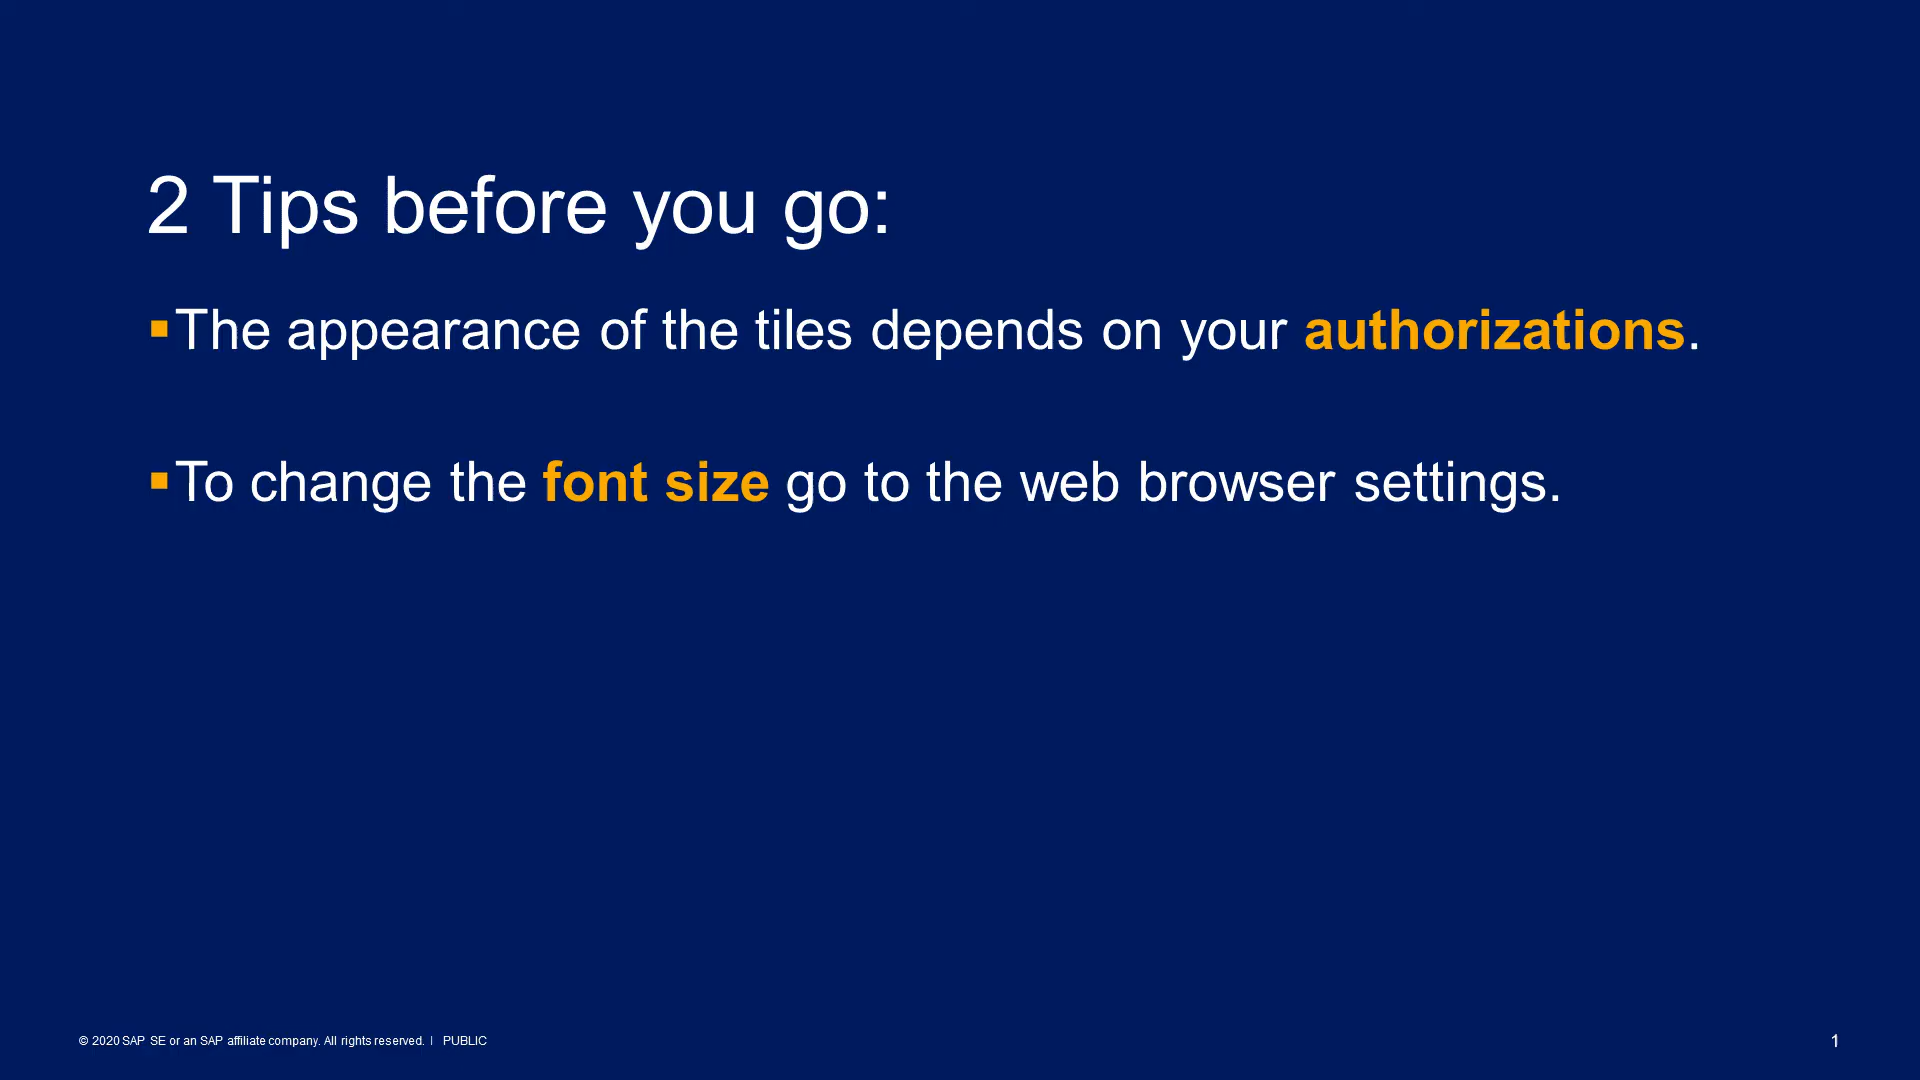 2 Tips before you go:
▪The appearance of the tiles depends on your authorizations.
▪To change the font size go to the web browser settings.
© 2020 SAP SE or an SAP affiliate company. All rights reserved. ǀ PUBLIC
1